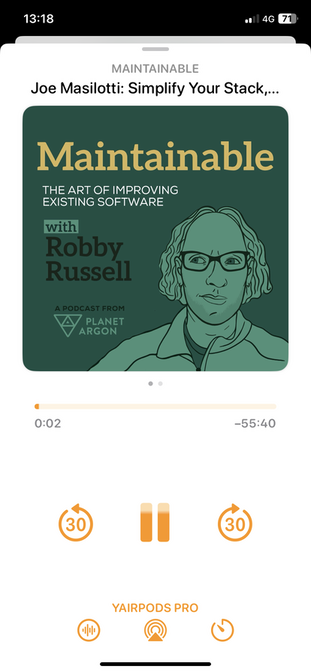 13:18
4G
71
MAINTAINABLE
Joe Masilotti: Simplify Your Stack,...
Maintainable
THE ART OF IMPROVING
EXISTING SOFTWARE
with
Robby
Russell
A PODCAST FROM
PLANET
ARGON
0:02
–55:40
30
30
YAIRPODS PRO